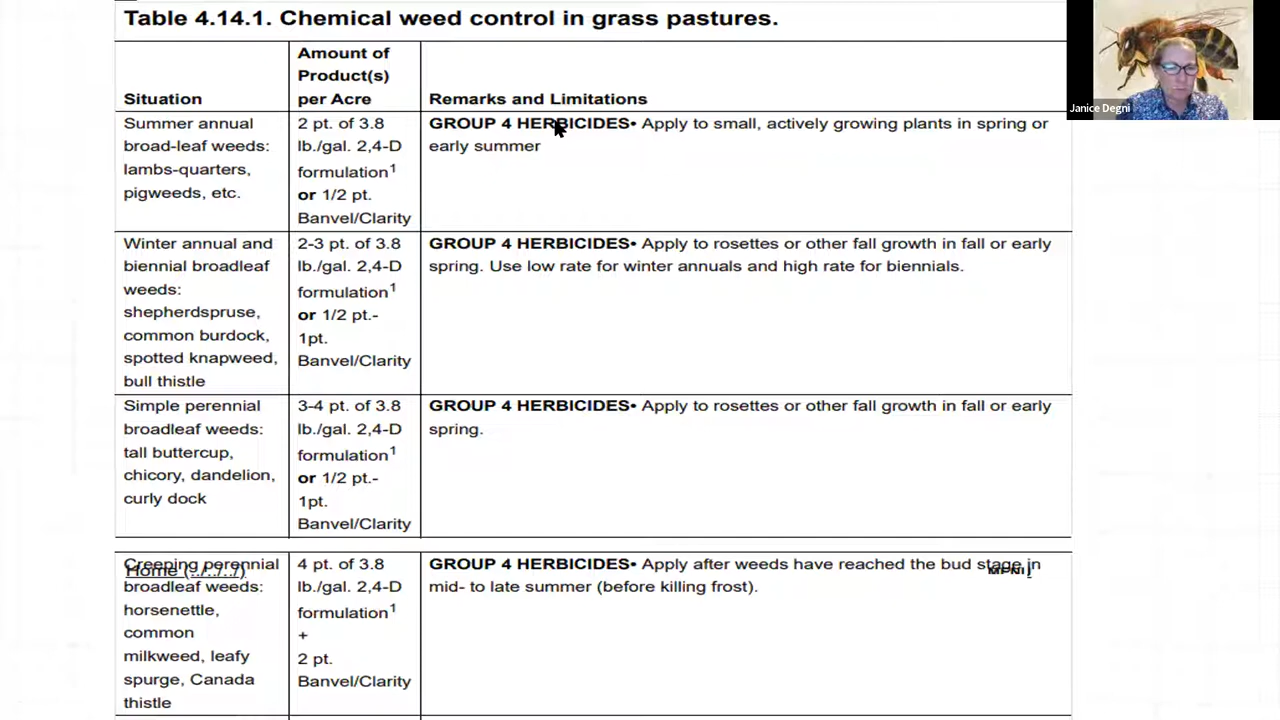 Table 4.14.1. Chemical weed control in grass pastures.
Situation
Amount of
Product(s)
per Acre
Remarks and Limitations
Summer annual
broad-leaf weeds:
lambs-quarters,
pigweeds, etc.
2 pt. of 3.8
lb./gal. 2,4-D
formulation1
or 1/2 pt.
Banvel/Clarity
GROUP 4 HERBICIDES• Apply to small, actively growing plants in spring or
early summer
Winter annual and
biennial broadleaf
weeds:
shepherdspruse,
common burdock,
spotted knapweed,
bull thistle
2-3 pt. of 3.8
lb./gal. 2,4-D
formulation1
or 1/2 pt.-
1pt.
Banvel/Clarity
GROUP 4 HERBICIDES• Apply to rosettes or other fall growth in fall or early
spring. Use low rate for winter annuals and high rate for biennials.
Simple perennial
broadleaf weeds:
tall buttercup,
chicory, dandelion,
curly dock
3-4 pt. of 3.8
lb./gal. 2,4-D
formulation1
or 1/2 pt.-
1pt.
Banvel/Clarity
GROUP 4 HERBICIDES• Apply to rosettes or other fall growth in fall or early
spring.
Creeping perennial
Home (../../../)
broadleaf weeds:
horsenettle,
common
milkweed, leafy
spurge, Canada
thistle
4 pt. of 3.8
lb./gal. 2,4-D
formulation1
+
2 pt.
Banvel/Clarity
GROUP 4 HERBICIDES• Apply after weeds have reached the bud stage in
mid- to late summer (before killing frost).
Janice Degni